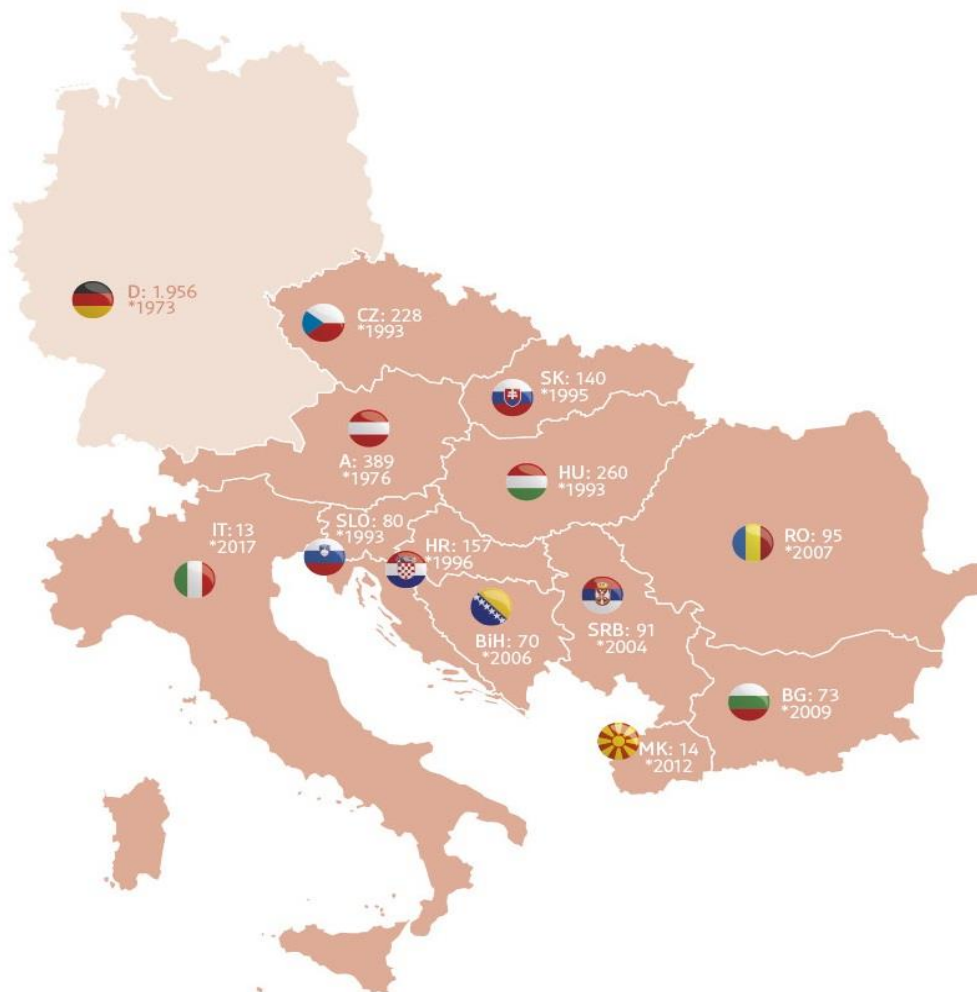 D: 1.956
*1973
CZ: 228
*1993
SK: 140
*1995
A: 389
*1976
HU: 260
*1993
IT: 13
*2017
SLO: 80
*1993
HR: 157
*1996
RO: 95
*2007
BiH: 70
*2006
SRB: 91
*2004
BG: 73
*2009
MK: 14
*2012